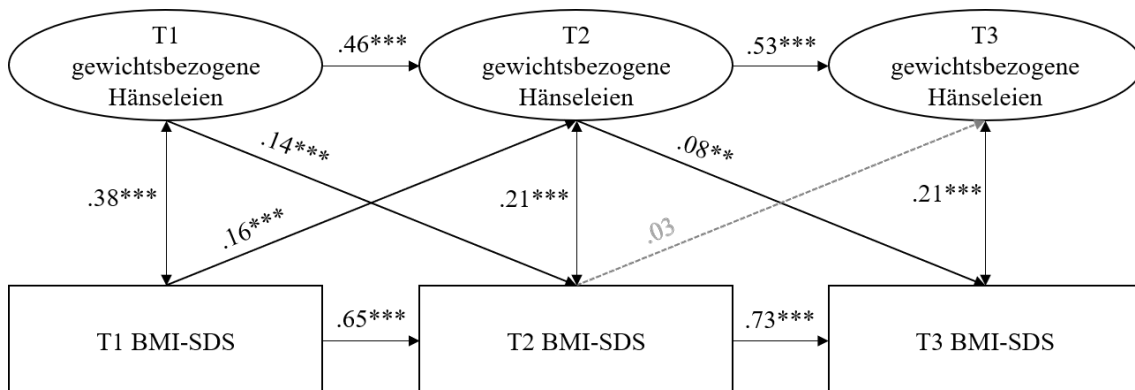 T1
gewichtsbezogene
Hänseleien
.46***
T2
gewichtsbezogene
Hänseleien
.53***
T3
gewichtsbezogene
Hänseleien
.38***
.14***
.16***
.21***
.08**
.03
.21***
T1 BMI-SDS
.65***
T2 BMI-SDS
.73***
T3 BMI-SDS